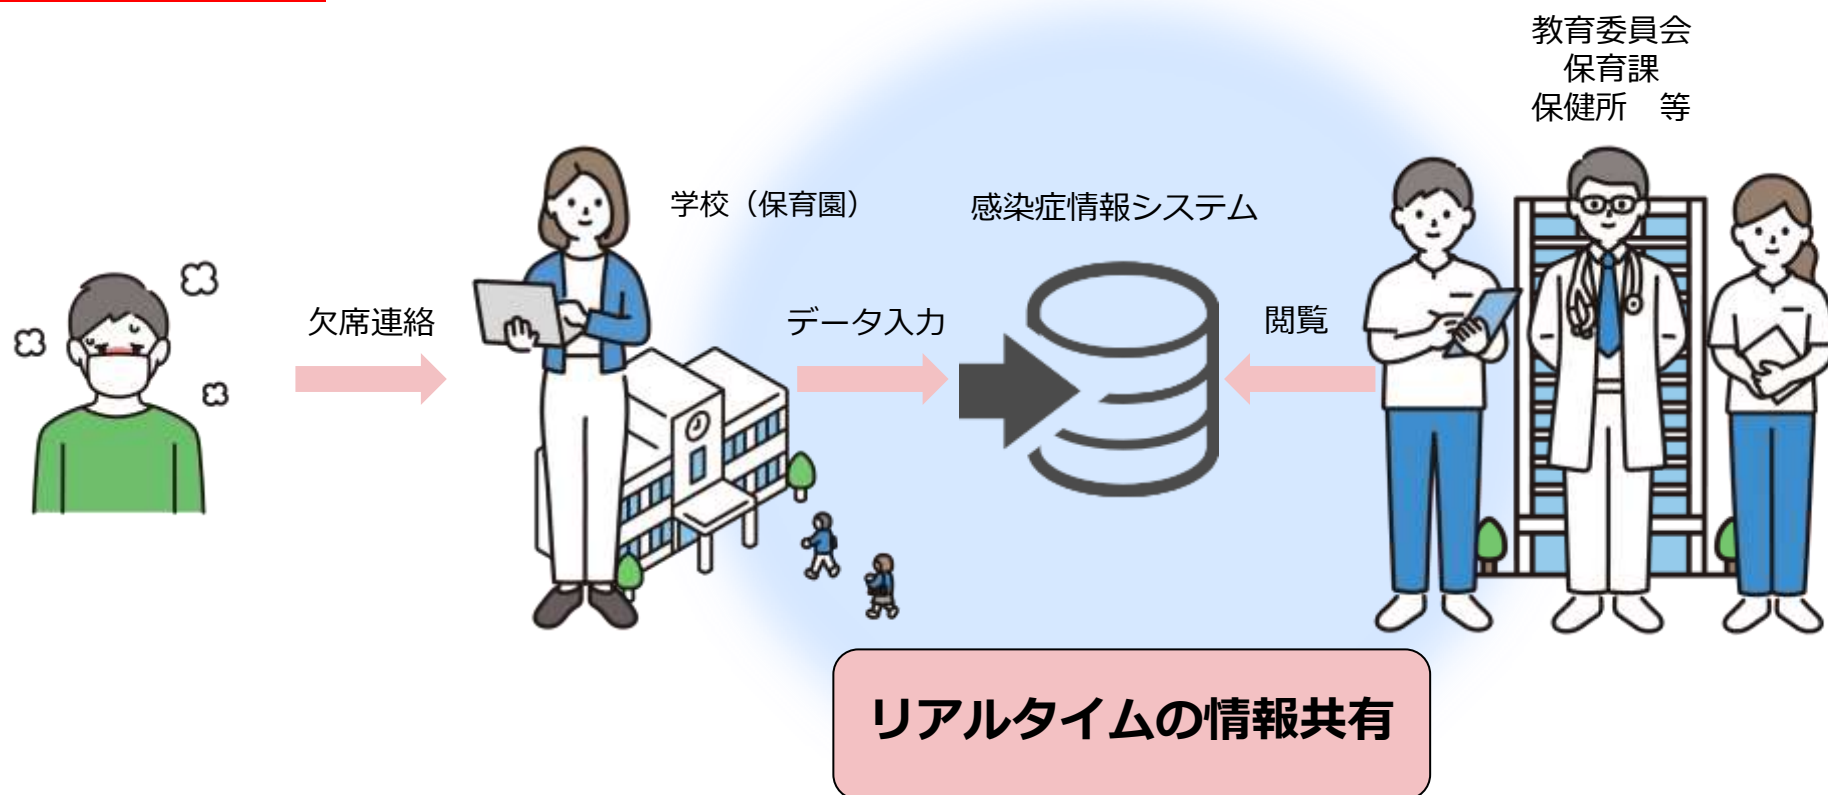 教育委員会
保育課
保健所　等
学校（保育園）
感染症情報システム
欠席連絡
データ入力
閲覧
リアルタイムの情報共有